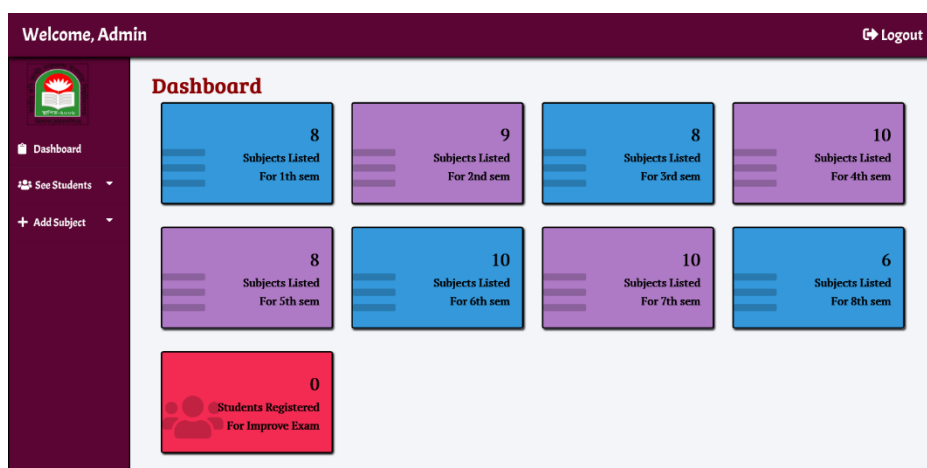 Welcome, Admin
Logout
Dashboard
See Students
Add Subject
Dashboard
8
Subjects Listed
For 1th sem
9
Subjects Listed
For 2nd sem
8
Subjects Listed
For 3rd sem
10
Subjects Listed
For 4th sem
8
Subjects Listed
For 5th sem
10
Subjects Listed
For 6th sem
10
Subjects Listed
For 7th sem
6
Subjects Listed
For 8th sem
0
Students Registered
For Improve Exam